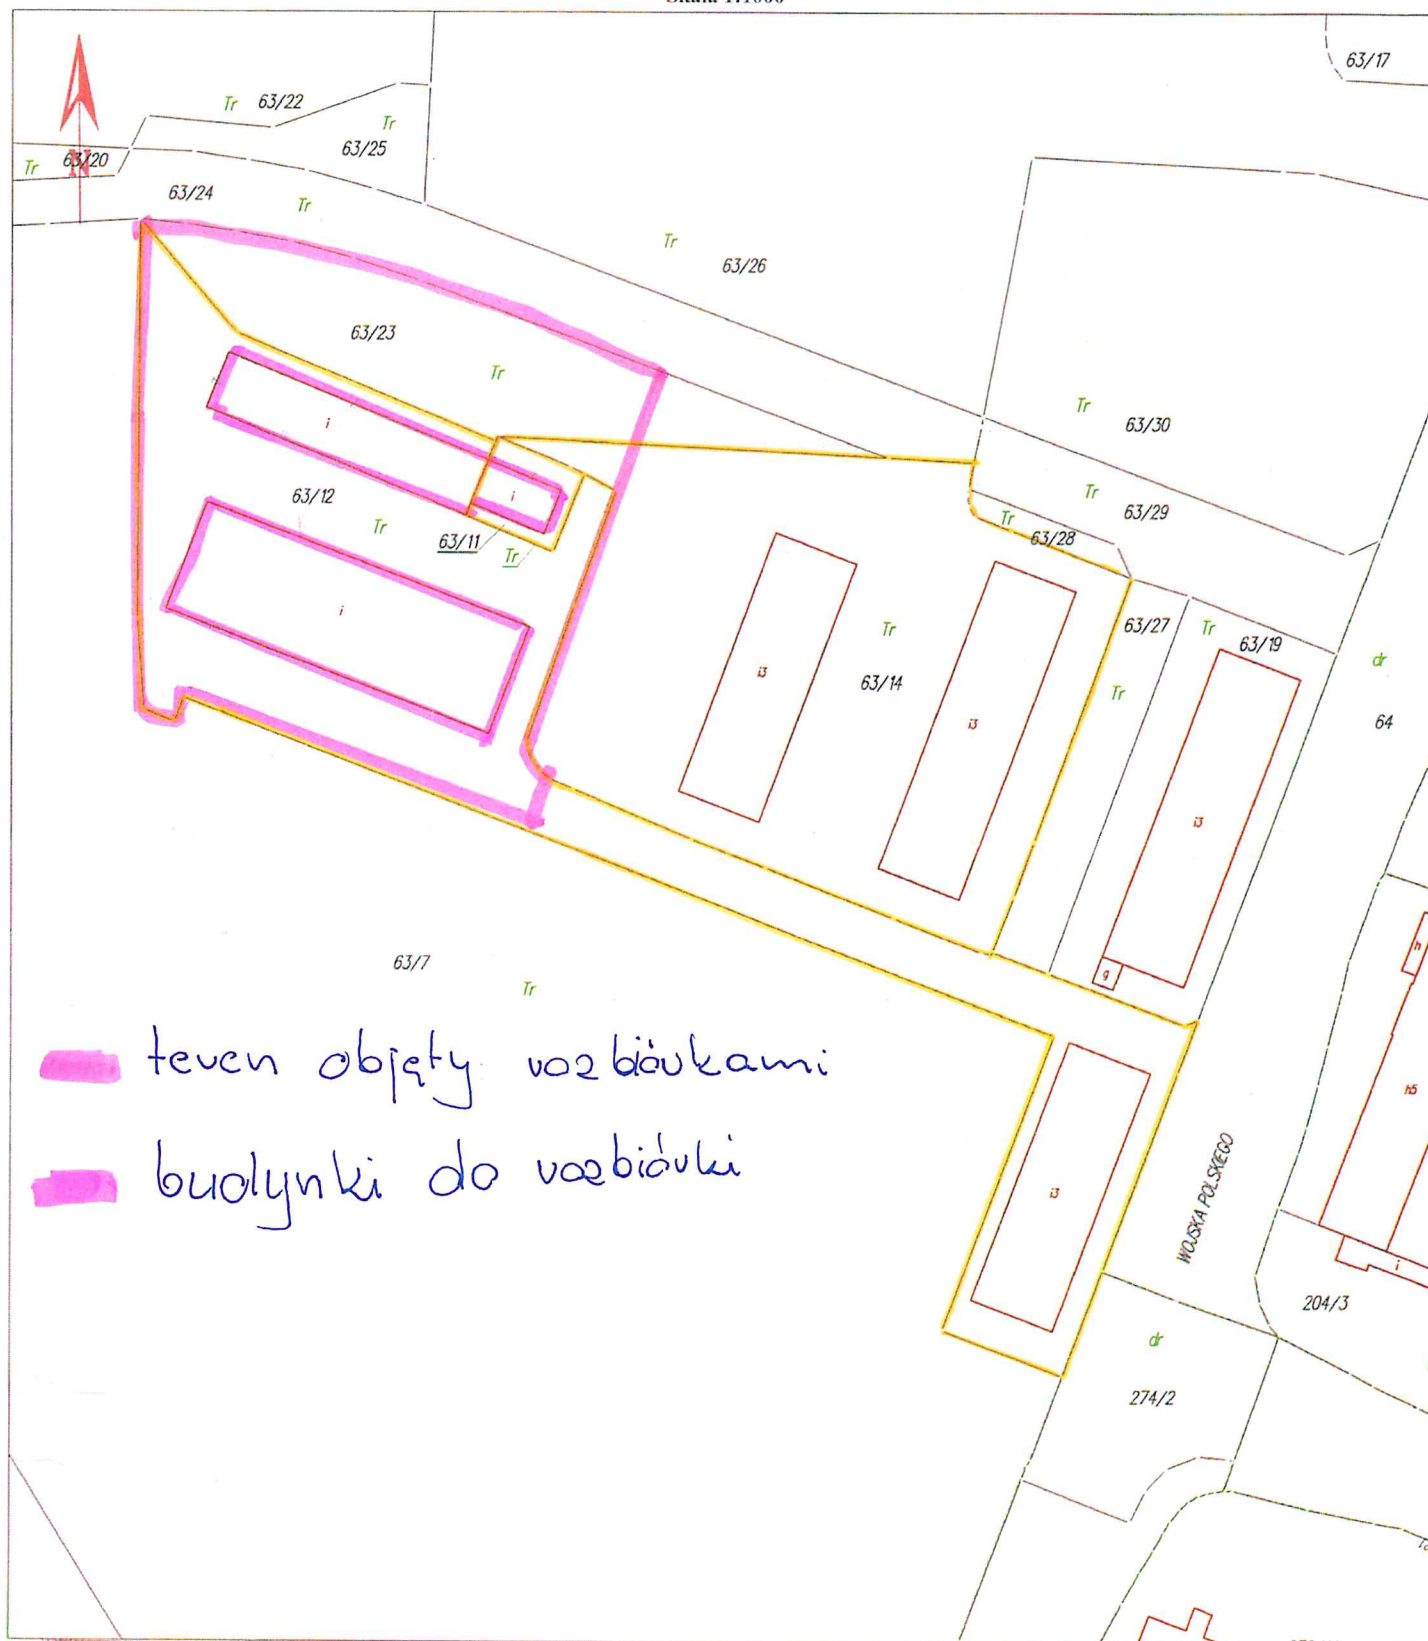 Skala 1:1000
63/17
Tr 63/22
Tr
63/25
Tr 63/20
N
63/24 Tr
Tr
63/26
63/23
Tr
Tr
63/30
i
i
63/12
Tr
63/11
Tr
Tr
63/29
Tr
63/28
i
63/27
Tr
63/19
Tr
i3
Tr
63/14
i3
i3
dr
64
g
h
63/7
Tr
teren objęty rozbiórkami
budynki do rozbiórki
h5
i3
WOJSKA POLSKIEGO
i
204/3
dr
274/2